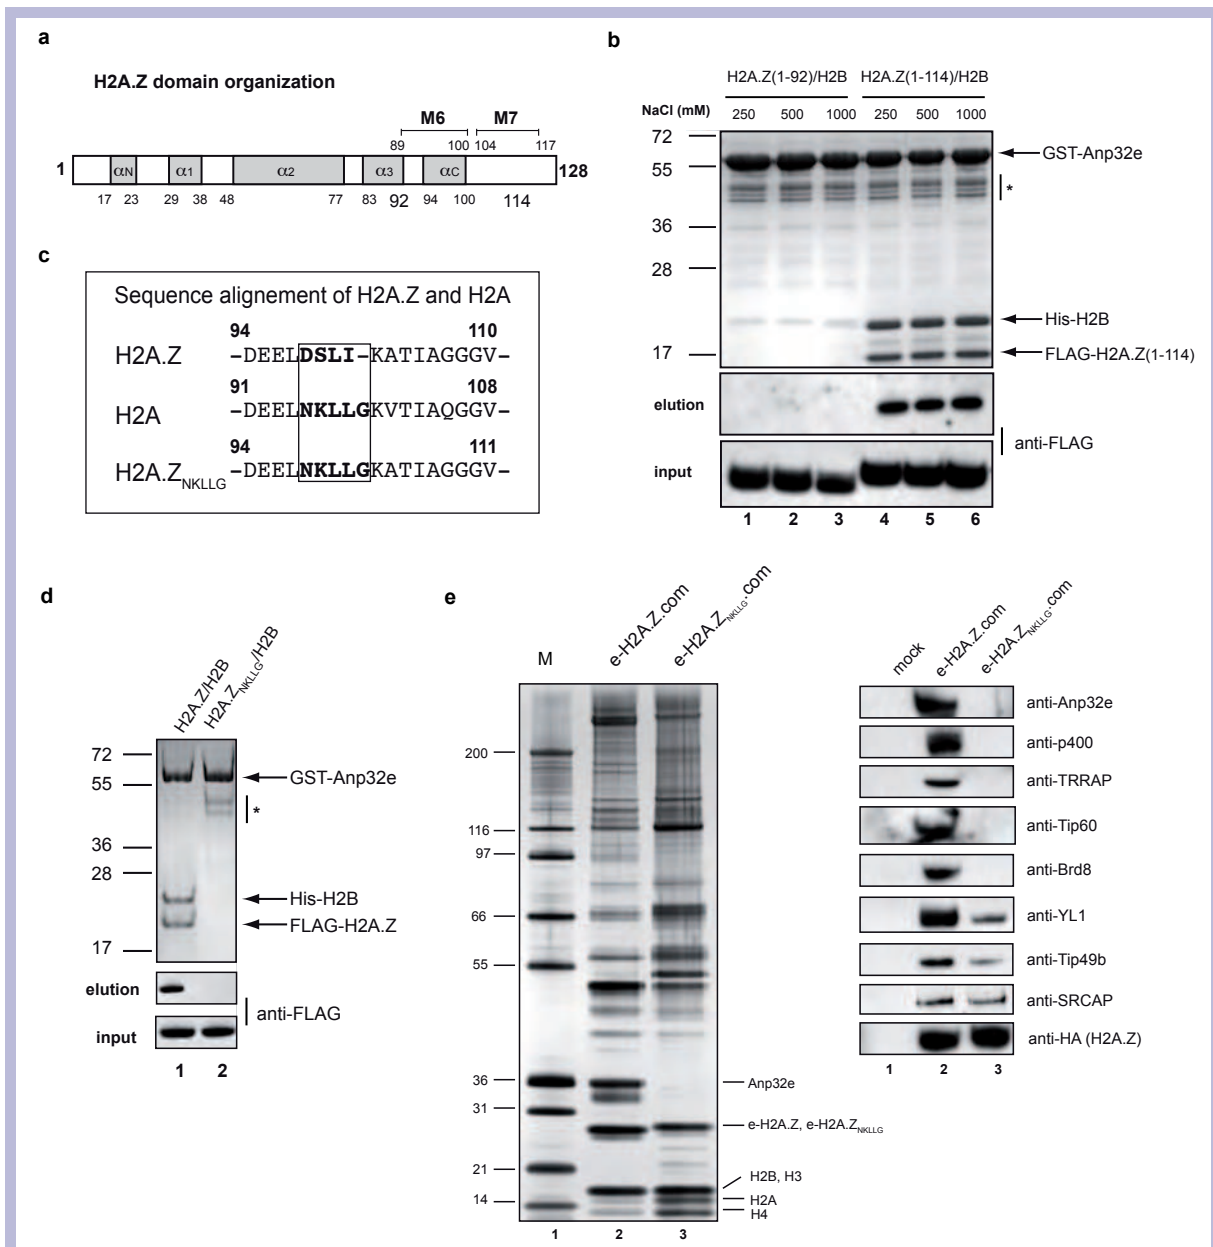 a
H2A.Z domain organization
M6 M7
89 100 104 117
1 αN α1 α2 α3 αC 128
17 23 29 38 48 77 83 92 94 100 114
b
H2A.Z(1-92)/H2B H2A.Z(1-114)/H2B
NaCl (mM) 250 500 1000 250 500 1000
72
55
36
28
17
GST-Anp32e
*
His-H2B
FLAG-H2A.Z(1-114)
elution
input
anti-FLAG
1 2 3 4 5 6
c
Sequence alignement of H2A.Z and H2A
94 110
H2A.Z –DEELDSLI-KATIAGGGV–
91 108
H2A –DEELNKLLGKVTIAQGGV–
94 111
H2A.ZNKLLG –DEELNKLLGKATIAGGGV–
d
H2A.Z/H2B
H2A.ZNKLLG/H2B
72
55
36
28
17
GST-Anp32e
*
His-H2B
FLAG-H2A.Z
elution
input
anti-FLAG
1 2
e
M
e-H2A.Z.com
e-H2A.ZNKLLG.com
200
116
97
66
55
36
31
21
14
Anp32e
e-H2A.Z, e-H2A.ZNKLLG
H2B, H3
H2A
H4
1 2 3
mock
e-H2A.Z.com
e-H2A.ZNKLLG.com
anti-Anp32e
anti-p400
anti-TRRAP
anti-Tip60
anti-Brd8
anti-YL1
anti-Tip49b
anti-SRCAP
anti-HA (H2A.Z)
1 2 3